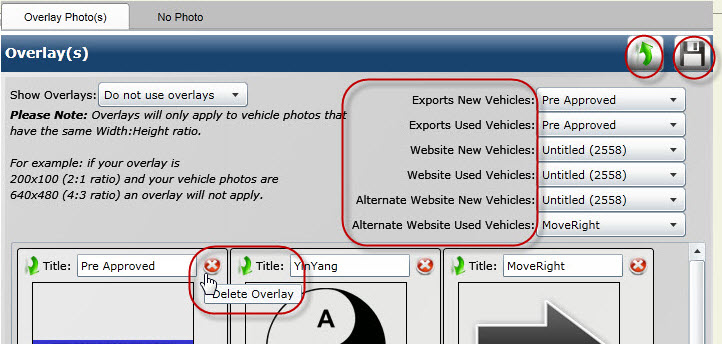 Overlay Photo(s)
No Photo
Overlay(s)
Show Overlays: Do not use overlays
Please Note: Overlays will only apply to vehicle photos that
have the same Width:Height ratio.
For example: if your overlay is
200x100 (2:1 ratio) and your vehicle photos are
640x480 (4:3 ratio) an overlay will not apply.
Exports New Vehicles: Pre Approved
Exports Used Vehicles: Pre Approved
Website New Vehicles: Untitled (2558)
Website Used Vehicles: Untitled (2558)
Alternate Website New Vehicles: Untitled (2558)
Alternate Website Used Vehicles: MoveRight
Title: Pre Approved
Title: YinYang
Title: MoveRight
Delete Overlay
A